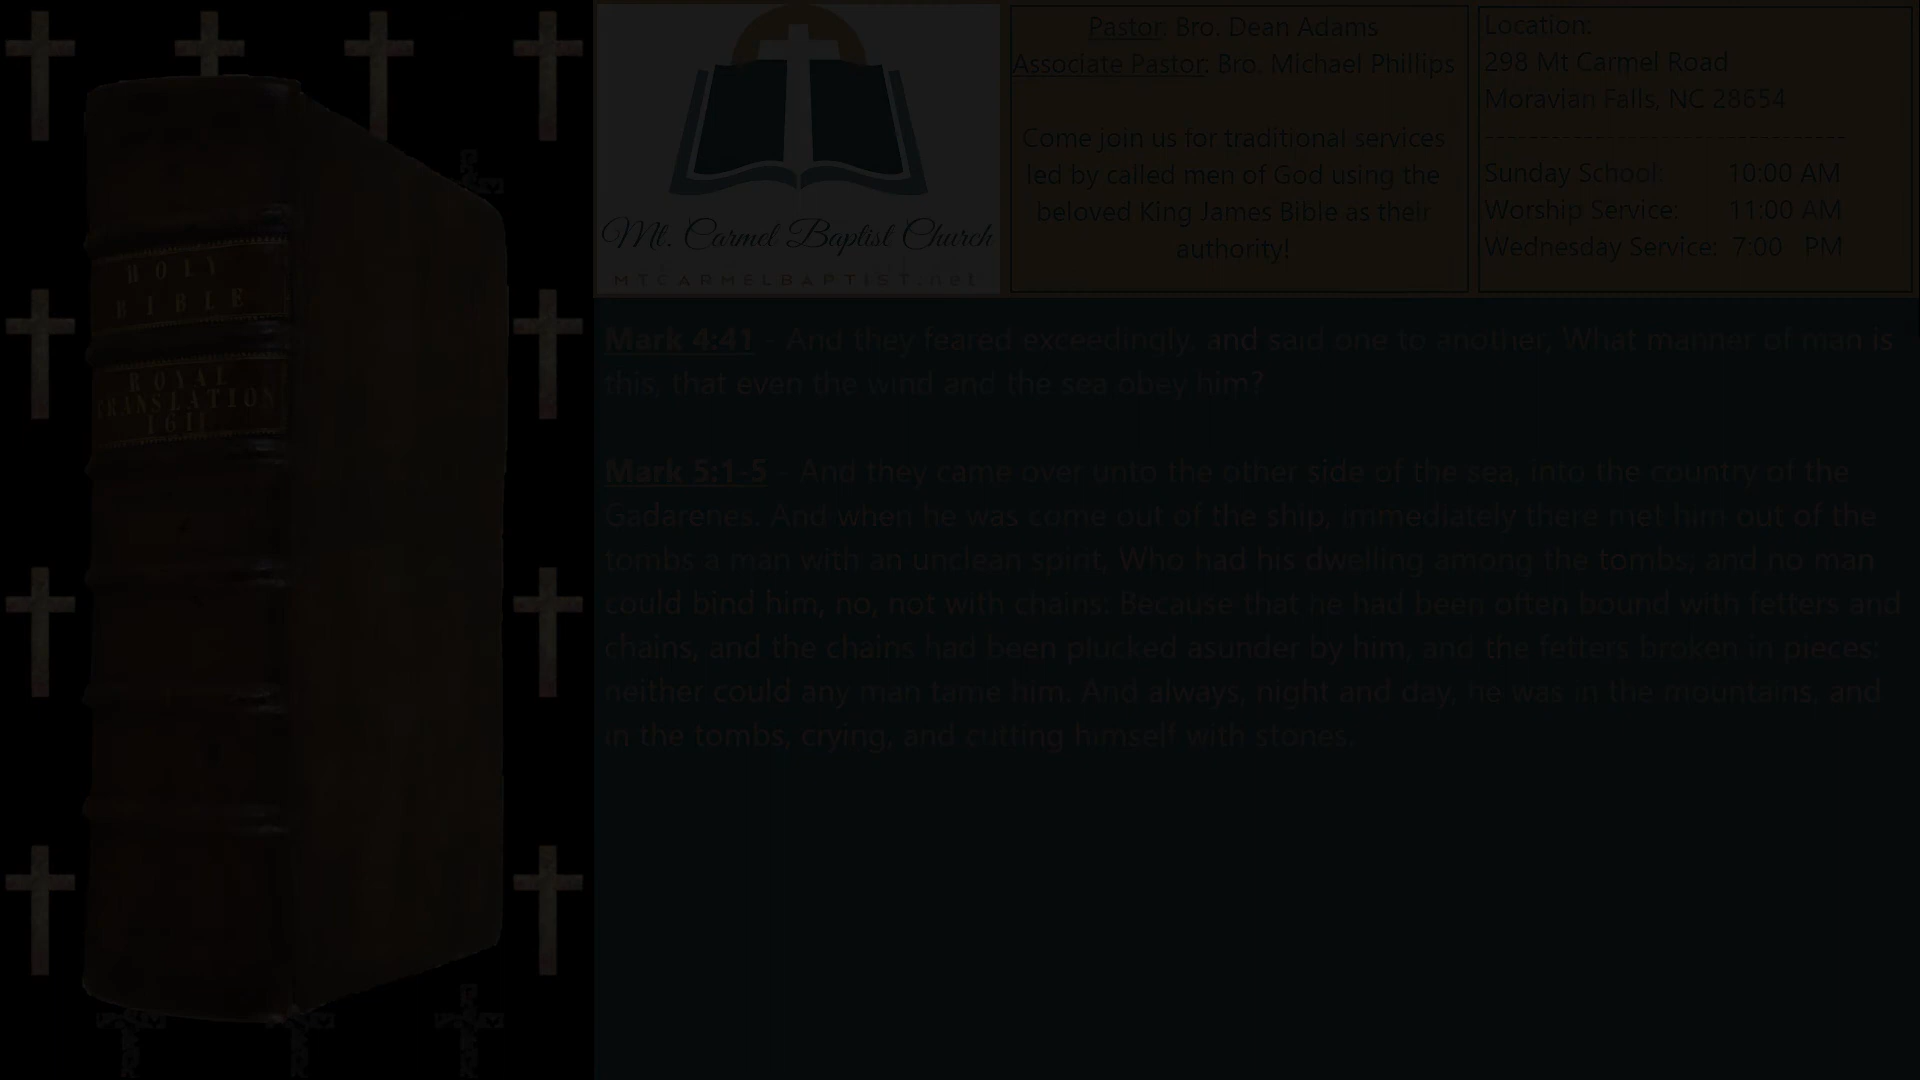 HOLY
BIBLE
ROYAL
TRANSLATION
1611
Mt. Carmel Baptist Church
MTCARMELBAPTIST.net
Pastor: Bro. Dean Adams
Associate Pastor: Bro. Michael Phillips
Come join us for traditional services
led by called men of God using the
beloved King James Bible as their
authority!
Location:
298 Mt Carmel Road
Moravian Falls, NC 28654
------------------------------------
Sunday School: 10:00 AM
Worship Service: 11:00 AM
Wednesday Service: 7:00 PM
Mark 4:41 - And they feared exceedingly, and said one to another, What manner of man is
this, that even the wind and the sea obey him?
Mark 5:1-5 - And they came over unto the other side of the sea, into the country of the
Gadarenes. And when he was come out of the ship, immediately there met him out of the
tombs a man with an unclean spirit, Who had his dwelling among the tombs; and no man
could bind him, no, not with chains: Because that he had been often bound with fetters and
chains, and the chains had been plucked asunder by him, and the fetters broken in pieces:
neither could any man tame him. And always, night and day, he was in the mountains, and
in the tombs, crying, and cutting himself with stones.